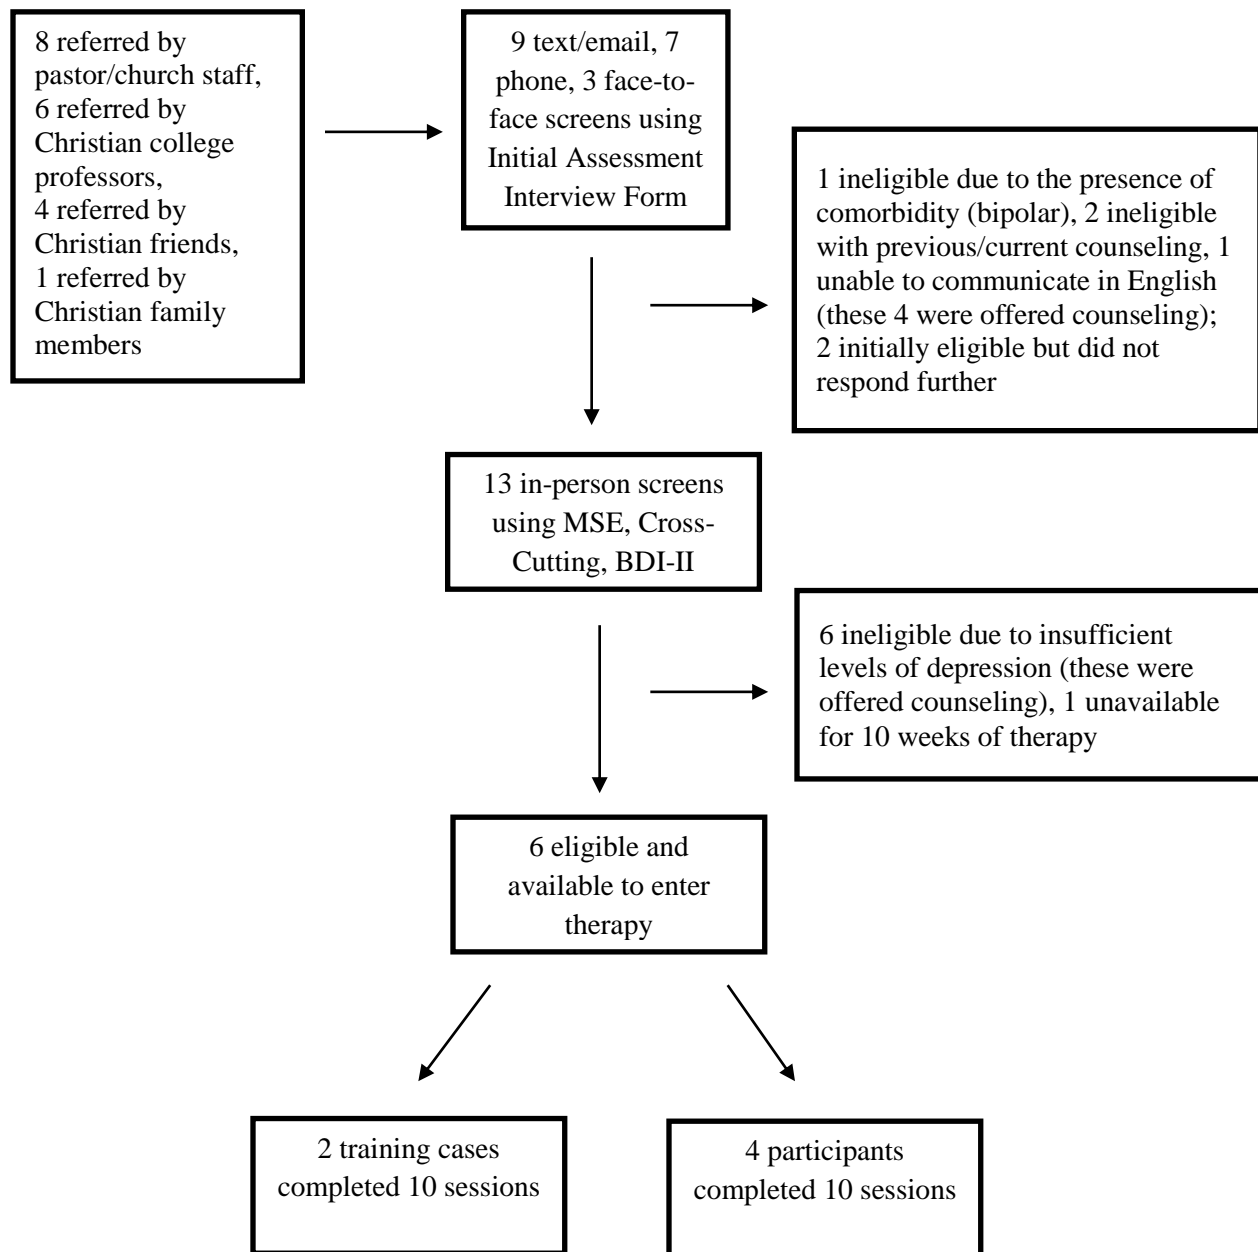 8 referred by
pastor/church staff,
6 referred by
Christian college
professors,
4 referred by
Christian friends,
1 referred by
Christian family
members
9 text/email, 7
phone, 3 face-to-
face screens using
Initial Assessment
Interview Form
1 ineligible due to the presence of
comorbidity (bipolar), 2 ineligible
with previous/current counseling, 1
unable to communicate in English
(these 4 were offered counseling);
2 initially eligible but did not
respond further
13 in-person screens
using MSE, Cross-
Cutting, BDI-II
6 ineligible due to insufficient
levels of depression (these were
offered counseling), 1 unavailable
for 10 weeks of therapy
6 eligible and
available to enter
therapy
2 training cases
completed 10 sessions
4 participants
completed 10 sessions